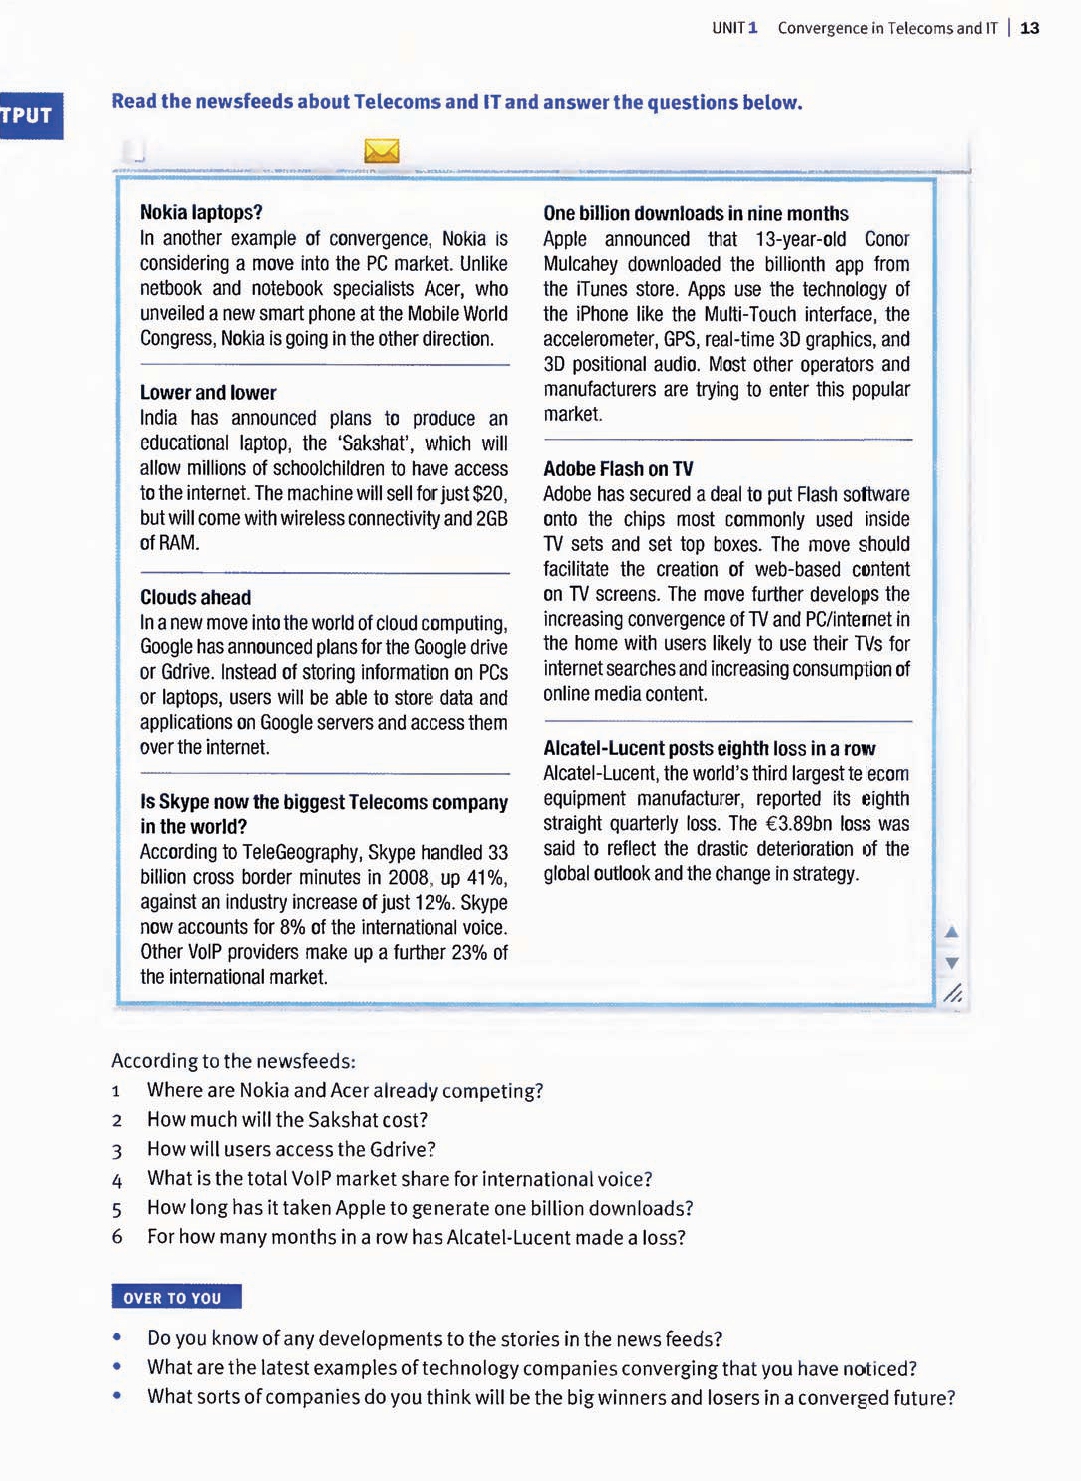 UNIT 1 Convergence in Telecoms and IT | 13
TPUT
Read the newsfeeds about Telecoms and IT and answer the questions below.
Nokia laptops?
In another example of convergence, Nokia is
considering a move into the PC market. Unlike
netbook and notebook specialists Acer, who
unveiled a new smart phone at the Mobile World
Congress, Nokia is going in the other direction.
Lower and lower
India has announced plans to produce an
educational laptop, the 'Sakshat', which will
allow millions of schoolchildren to have access
to the internet. The machine will sell for just $20,
but will come with wireless connectivity and 2GB
of RAM.
Clouds ahead
In a new move into the world of cloud computing,
Google has announced plans for the Google drive
or Gdrive. Instead of storing information on PCs
or laptops, users will be able to store data and
applications on Google servers and access them
over the internet.
Is Skype now the biggest Telecoms company
in the world?
According to TeleGeography, Skype handled 33
billion cross border minutes in 2008, up 41%,
against an industry increase of just 12%. Skype
now accounts for 8% of the international voice.
Other VoIP providers make up a further 23% of
the international market.
One billion downloads in nine months
Apple announced that 13-year-old Conor
Mulcahey downloaded the billionth app from
the iTunes store. Apps use the technology of
the iPhone like the Multi-Touch interface, the
accelerometer, GPS, real-time 3D graphics, and
3D positional audio. Most other operators and
manufacturers are trying to enter this popular
market.
Adobe Flash on TV
Adobe has secured a deal to put Flash software
onto the chips most commonly used inside
TV sets and set top boxes. The move should
facilitate the creation of web-based content
on TV screens. The move further develops the
increasing convergence of TV and PC/internet in
the home with users likely to use their TVs for
internet searches and increasing consumption of
online media content.
Alcatel-Lucent posts eighth loss in a row
Alcatel-Lucent, the world's third largest telecom
equipment manufacturer, reported its eighth
straight quarterly loss. The €3.89bn loss was
said to reflect the drastic deterioration of the
global outlook and the change in strategy.
According to the newsfeeds:
1 Where are Nokia and Acer already competing?
2 How much will the Sakshat cost?
3 How will users access the Gdrive?
4 What is the total VoIP market share for international voice?
5 How long has it taken Apple to generate one billion downloads?
6 For how many months in a row has Alcatel-Lucent made a loss?
OVER TO YOU
• Do you know of any developments to the stories in the news feeds?
• What are the latest examples of technology companies converging that you have noticed?
• What sorts of companies do you think will be the big winners and losers in a converged future?